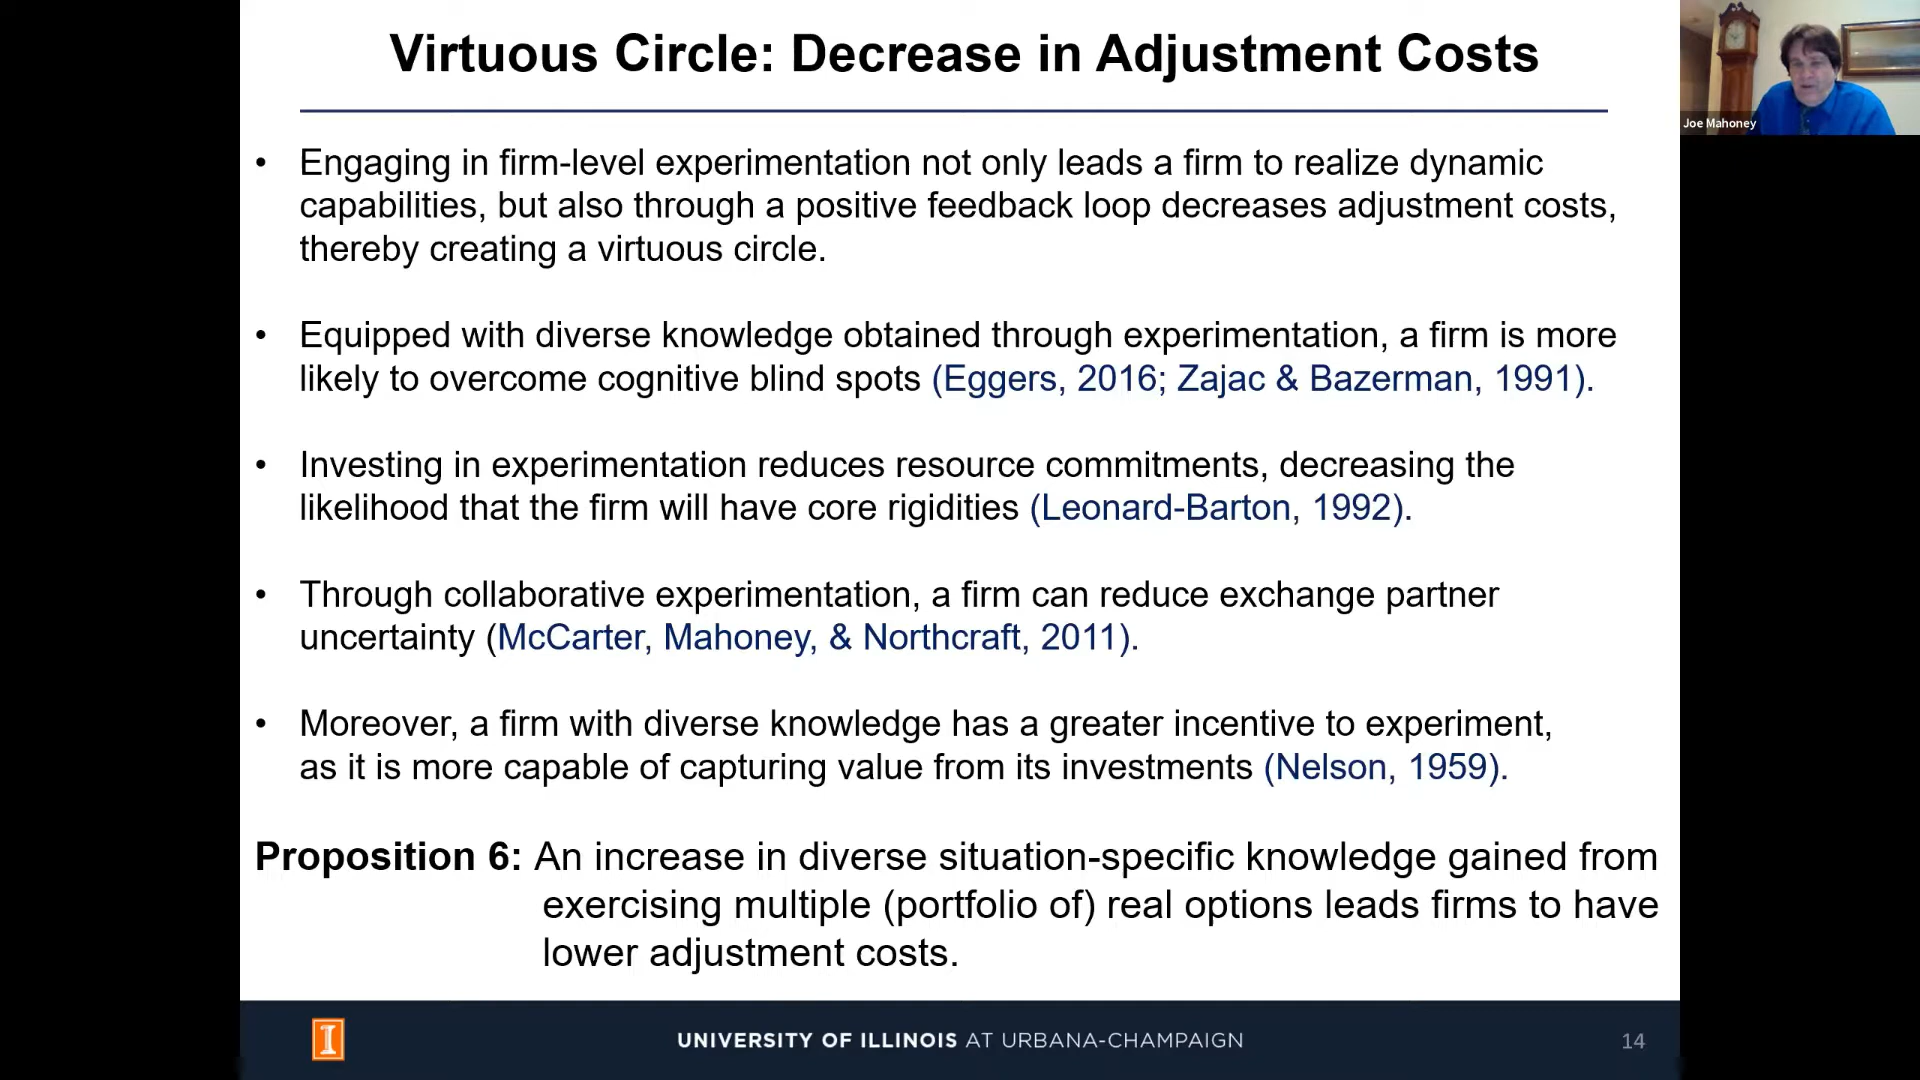 Virtuous Circle: Decrease in Adjustment Costs
Joe Mahoney
• Engaging in firm-level experimentation not only leads a firm to realize dynamic
capabilities, but also through a positive feedback loop decreases adjustment costs,
thereby creating a virtuous circle.
• Equipped with diverse knowledge obtained through experimentation, a firm is more
likely to overcome cognitive blind spots (Eggers, 2016; Zajac & Bazerman, 1991).
• Investing in experimentation reduces resource commitments, decreasing the
likelihood that the firm will have core rigidities (Leonard-Barton, 1992).
• Through collaborative experimentation, a firm can reduce exchange partner
uncertainty (McCarter, Mahoney, & Northcraft, 2011).
• Moreover, a firm with diverse knowledge has a greater incentive to experiment,
as it is more capable of capturing value from its investments (Nelson, 1959).
Proposition 6: An increase in diverse situation-specific knowledge gained from
exercising multiple (portfolio of) real options leads firms to have
lower adjustment costs.
I
UNIVERSITY OF ILLINOIS AT URBANA-CHAMPAIGN
14